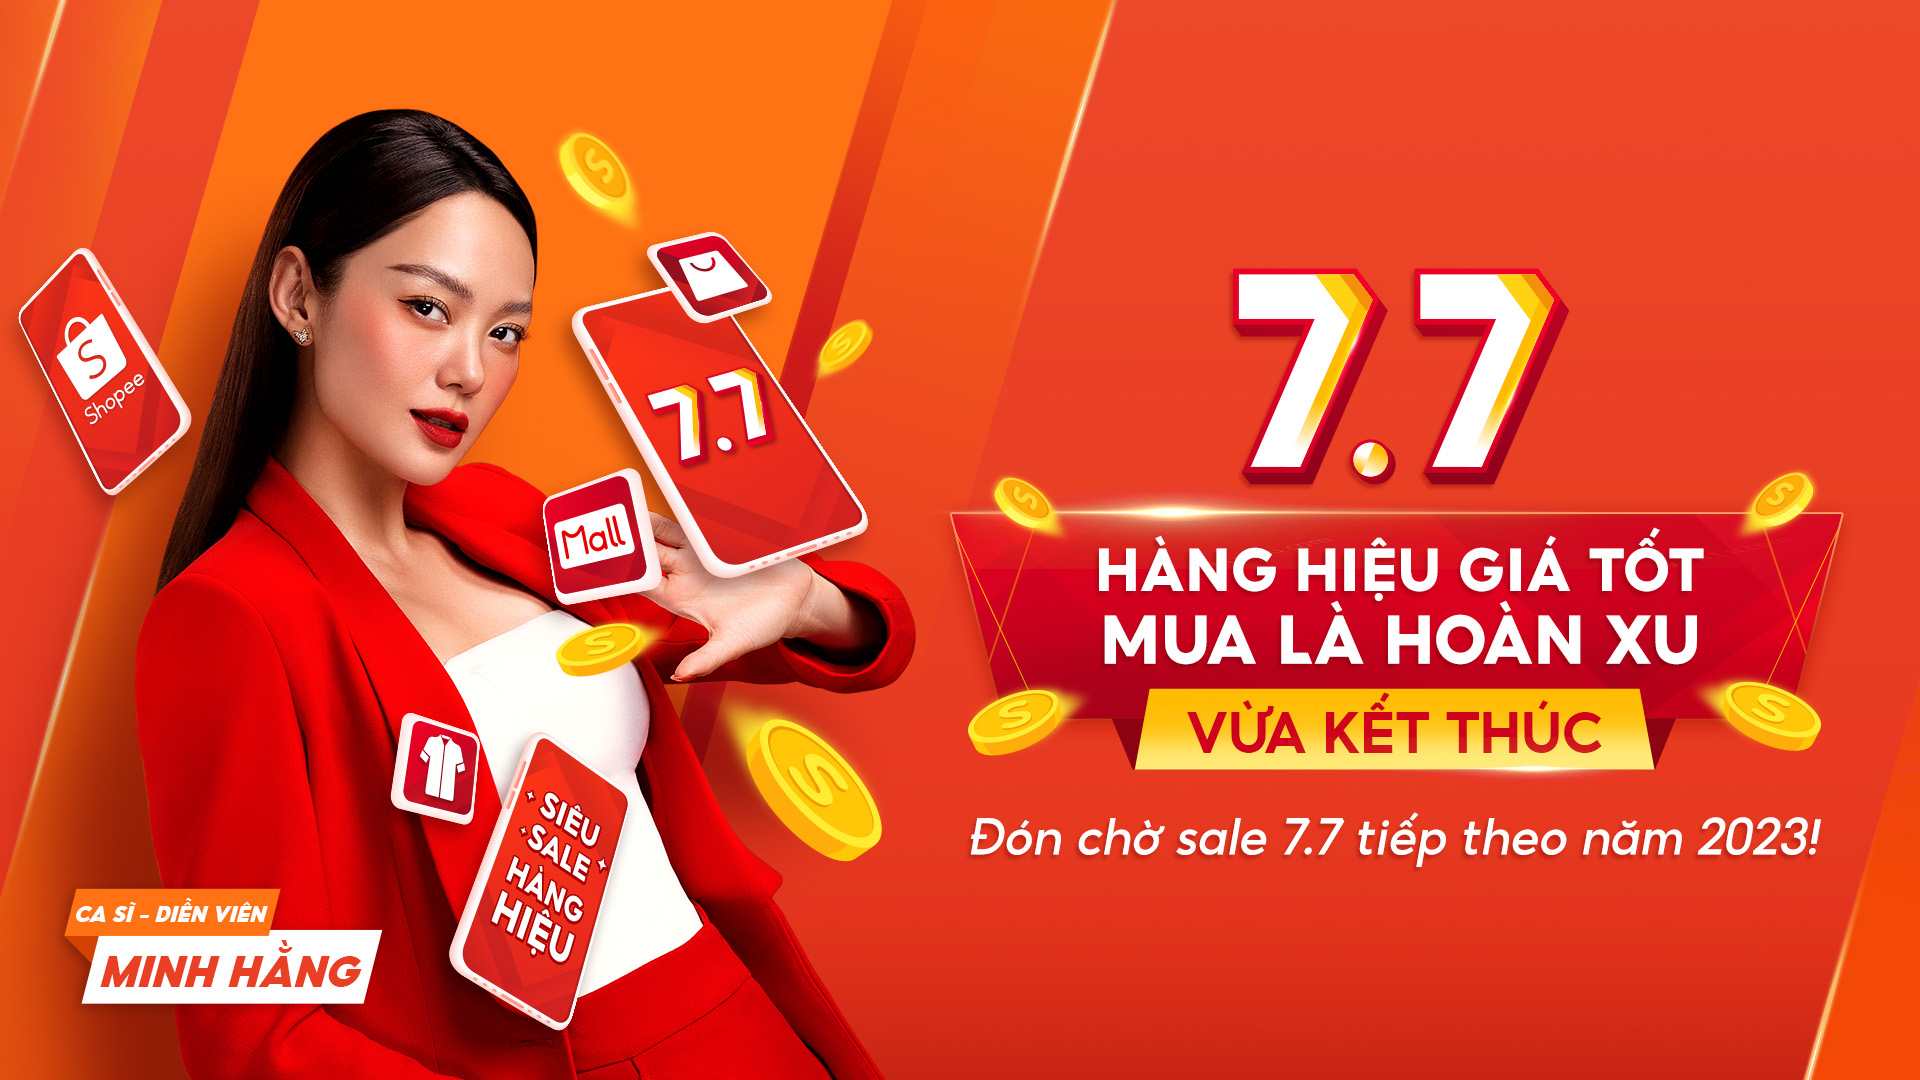 S
Shopee
7.7
Mall
SIÊU
SALE
HÀNG
HIỆU
CA SĨ - DIỄN VIÊN
MINH HẰNG
7.7
HÀNG HIỆU GIÁ TỐT
MUA LÀ HOÀN XU
VỪA KẾT THÚC
Đón chờ sale 7.7 tiếp theo năm 2023!